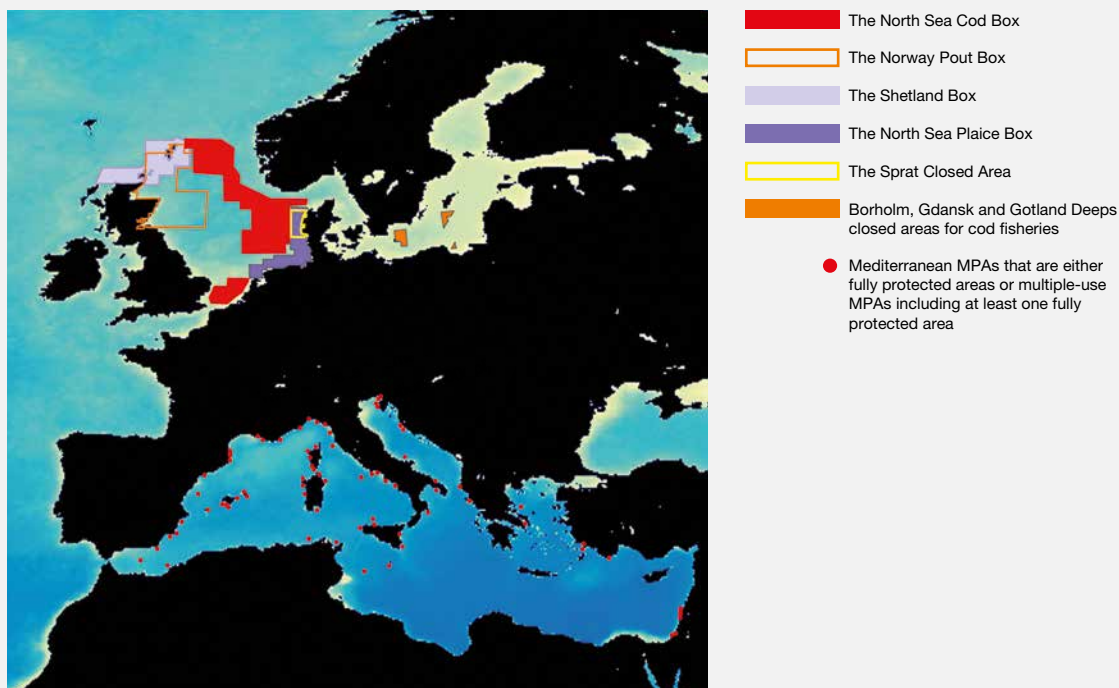 The North Sea Cod Box
The Norway Pout Box
The Shetland Box
The North Sea Plaice Box
The Sprat Closed Area
Borholm, Gdansk and Gotland Deeps
closed areas for cod fisheries
Mediterranean MPAs that are either
fully protected areas or multiple-use
MPAs including at least one fully
protected area